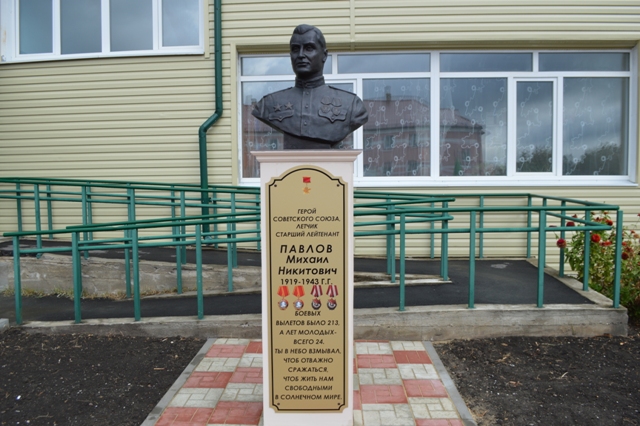 ГЕРОЙ
СОВЕТСКОГО СОЮЗА,
ЛЕТЧИК
СТАРШИЙ ЛЕЙТЕНАНТ
ПАВЛОВ
Михаил
Никитович
1919-1943 Г.Г.
БОЕВЫХ
ВЫЛЕТОВ БЫЛО 213,
А ЛЕТ МОЛОДЫХ-
ВСЕГО 24.
ТЫ В НЕБО ВЗМЫВАЛ,
ЧТОБ ОТВАЖНО
СРАЖАТЬСЯ,
ЧТОБ ЖИТЬ НАМ
СВОБОДНЫМИ
В СОЛНЕЧНОМ МИРЕ.